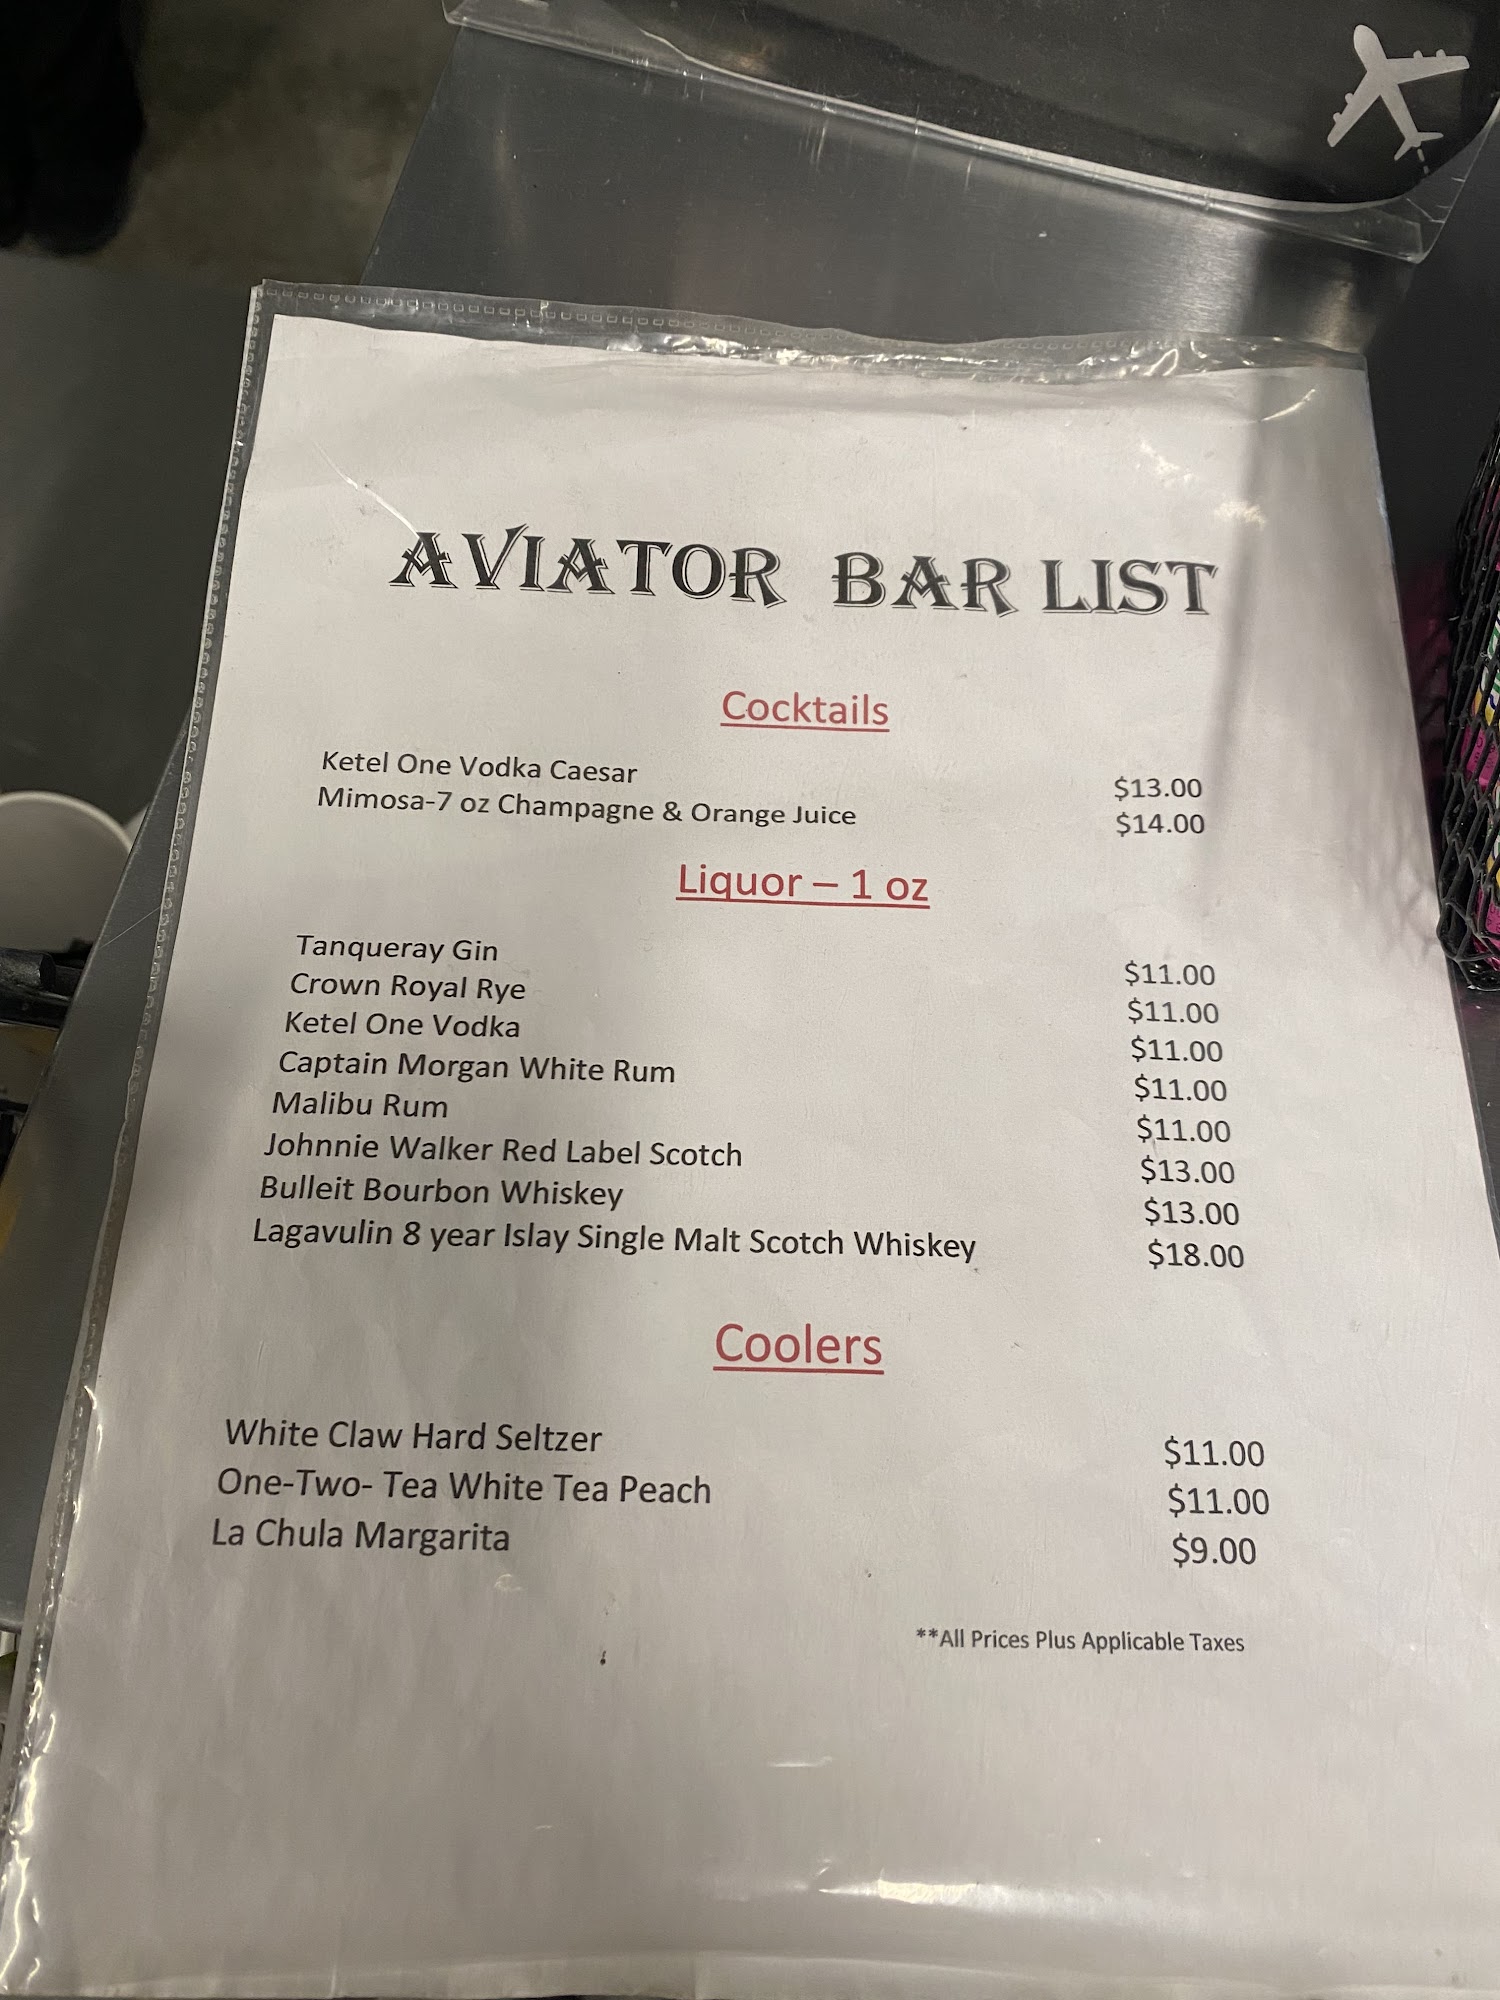 AVIATOR BAR LIST
Cocktails
Ketel One Vodka Caesar $13.00
Mimosa-7 oz Champagne & Orange Juice $14.00
Liquor – 1 oz
Tanqueray Gin $11.00
Crown Royal Rye $11.00
Ketel One Vodka $11.00
Captain Morgan White Rum $11.00
Malibu Rum $11.00
Johnnie Walker Red Label Scotch $13.00
Bulleit Bourbon Whiskey $13.00
Lagavulin 8 year Islay Single Malt Scotch Whiskey $18.00
Coolers
White Claw Hard Seltzer $11.00
One-Two- Tea White Tea Peach $11.00
La Chula Margarita $9.00
**All Prices Plus Applicable Taxes